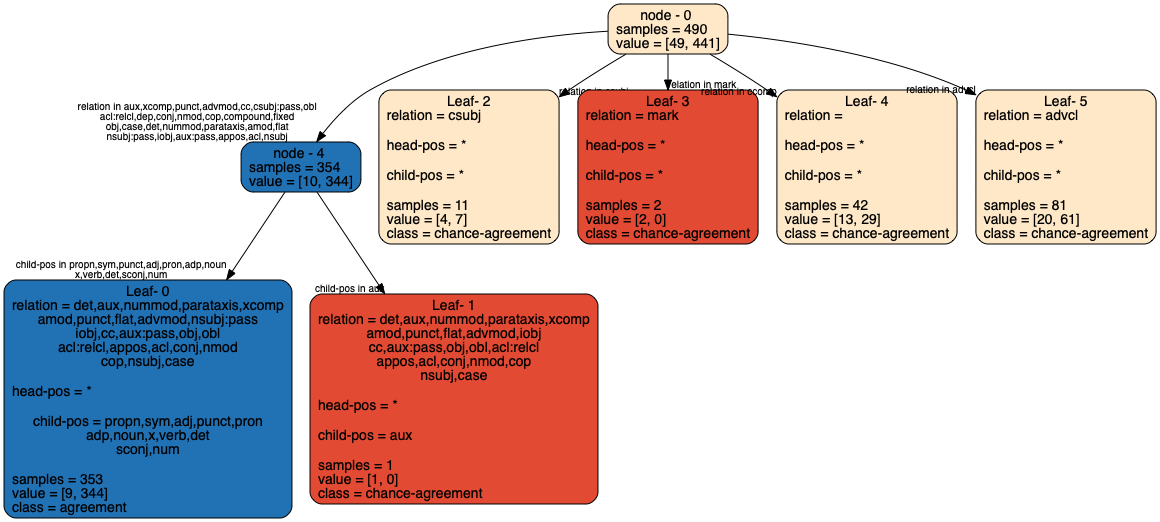 node - 0
samples = 490
value = [49, 441]
relation in aux,xcomp,punct,advmod,cc,csubj:pass,obl
acl:relcl,dep,conj,nmod,cop,compound,fixed
obj,case,det,nummod,parataxis,amod,flat
nsubj:pass,iobj,aux:pass,appos,acl,nsubj
relation in csubj
relation in mark
relation in ccomp
relation in advcl
node - 4
samples = 354
value = [10, 344]
Leaf- 2
relation = csubj
head-pos = *
child-pos = *
samples = 11
value = [4, 7]
class = chance-agreement
Leaf- 3
relation = mark
head-pos = *
child-pos = *
samples = 2
value = [2, 0]
class = chance-agreement
Leaf- 4
relation =
head-pos = *
child-pos = *
samples = 42
value = [13, 29]
class = chance-agreement
Leaf- 5
relation = advcl
head-pos = *
child-pos = *
samples = 81
value = [20, 61]
class = chance-agreement
child-pos in propn,sym,punct,adj,pron,adp,noun
x,verb,det,sconj,num
child-pos in aux
Leaf- 0
relation = det,aux,nummod,parataxis,xcomp
amod,punct,flat,advmod,nsubj:pass
iobj,cc,aux:pass,obj,obl
acl:relcl,appos,acl,conj,nmod
cop,nsubj,case
head-pos = *
child-pos = propn,sym,adj,punct,pron
adp,noun,x,verb,det
sconj,num
samples = 353
value = [9, 344]
class = agreement
Leaf- 1
relation = det,aux,nummod,parataxis,xcomp
amod,punct,flat,advmod,iobj
cc,aux:pass,obj,obl,acl:relcl
appos,acl,conj,nmod,cop
nsubj,case
head-pos = *
child-pos = aux
samples = 1
value = [1, 0]
class = chance-agreement